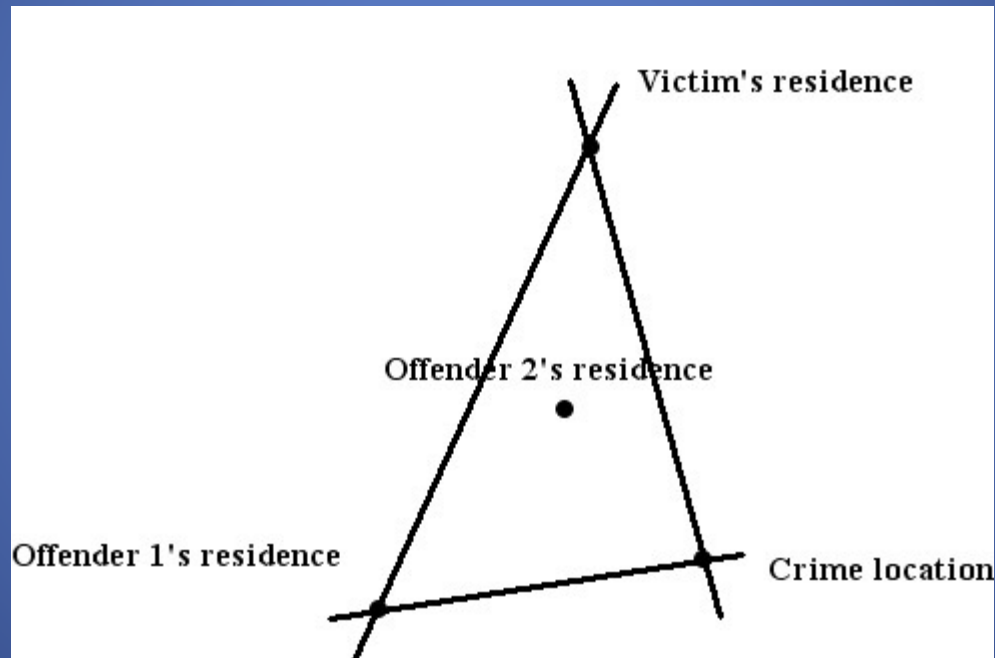 Victim's residence
Offender 2's residence
Offender 1's residence
Crime location